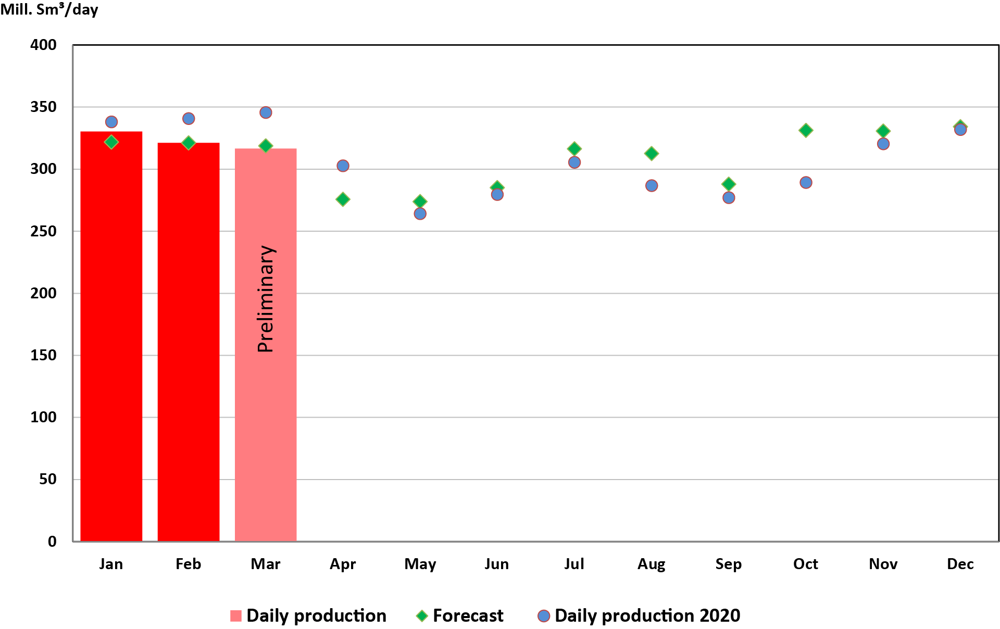 Mill. Sm³/day
400
350
300
250
200
150
100
50
0
Preliminary
Jan Feb Mar Apr May Jun Jul Aug Sep Oct Nov Dec
Daily production Forecast Daily production 2020